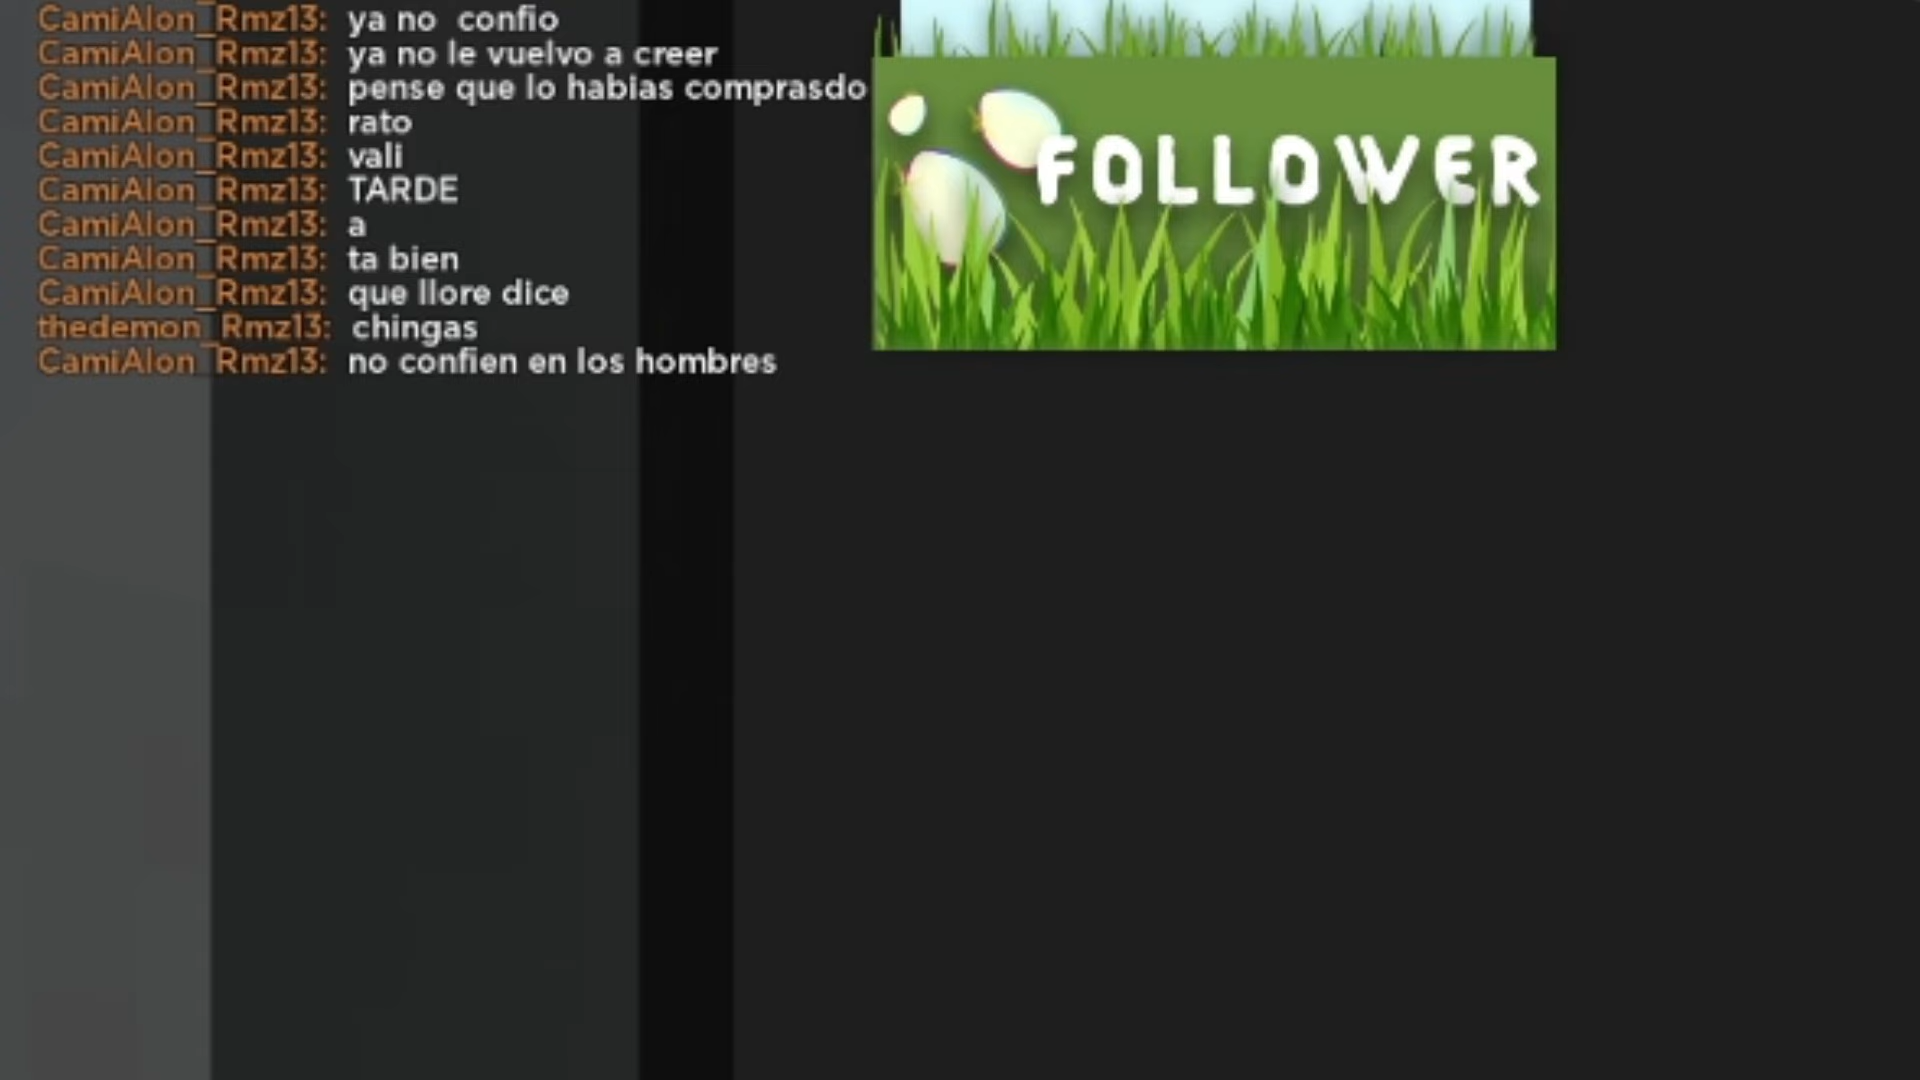 CamiAlon_Rmz13: ya no confio
CamiAlon_Rmz13: ya no le vuelvo a creer
CamiAlon_Rmz13: pense que lo habias comprasdo
CamiAlon_Rmz13: rato
CamiAlon_Rmz13: vali
CamiAlon_Rmz13: TARDE
CamiAlon_Rmz13: a
CamiAlon_Rmz13: ta bien
CamiAlon_Rmz13: que llore dice
thedemon_Rmz13: chingas
CamiAlon_Rmz13: no confien en los hombres
FOLLOWER